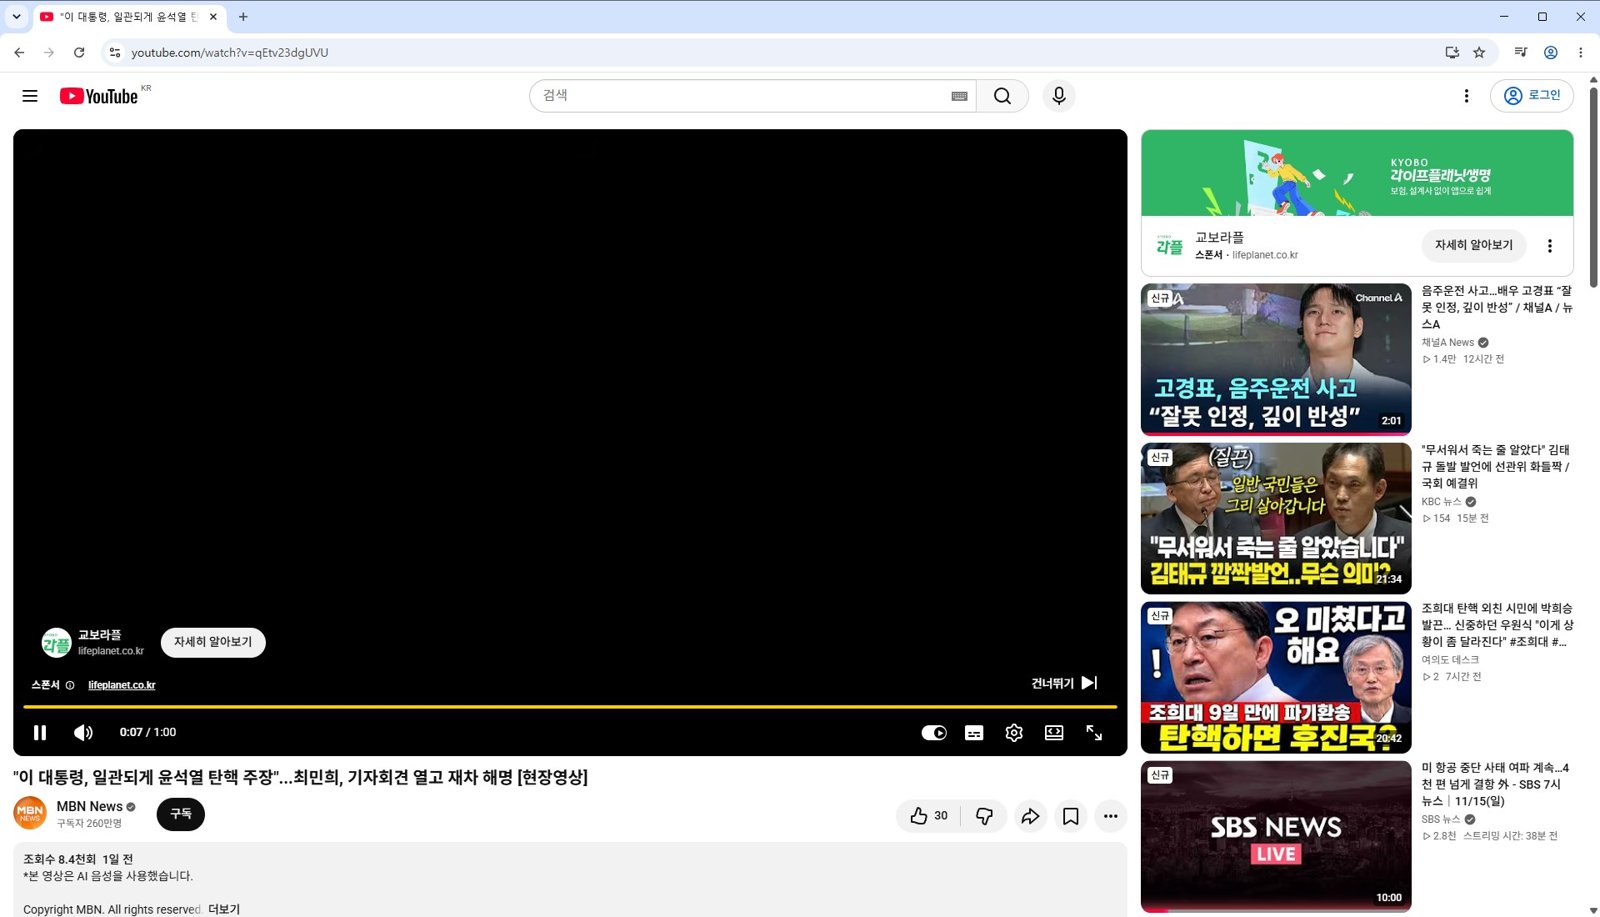 "이 대통령, 일관되게 윤석열 탄
youtube.com/watch?v=qEtv23dgUVU
YouTube KR
검색
로그인
교보라플
lifeplanet.co.kr
자세히 알아보기
스폰서
lifeplanet.co.kr
건너뛰기
0:07 / 1:00
"이 대통령, 일관되게 윤석열 탄핵 주장"...최민희, 기자회견 열고 재차 해명 [현장영상]
MBN NEWS
MBN News
구독자 260만명
구독
30
조회수 8.4천회 1일 전
*본 영상은 AI 음성을 사용했습니다.
Copyright MBN. All rights reserved. 더보기
KYOBO
라이프플래닛생명
보험, 설계사 없이 앱으로 쉽게
KYOBO
라플
교보라플
스폰서 · lifeplanet.co.kr
자세히 알아보기
신규
Channel A
고경표, 음주운전 사고
“잘못 인정, 깊이 반성”
2:01
음주운전 사고…배우 고경표 “잘
못 인정, 깊이 반성” / 채널A / 뉴
스A
채널A News
1.4만 12시간 전
신규
(질끈)
일반 국민들은
그리 살아갑니다
"무서워서 죽는 줄 알았습니다"
김태규 깜짝발언..무슨 의미?
21:34
"무서워서 죽는 줄 알았다" 김태
규 돌발 발언에 선관위 화들짝 /
국회 예결위
KBC 뉴스
154 15분 전
신규
오 미쳤다고
해요
!
조희대 9일 만에 파기환송
탄핵하면 후진국?
20:42
조희대 탄핵 외친 시민에 박희승
발끈... 신중하던 우원식 "이게 상
황이 좀 달라진다" #조희대 #...
여의도 데스크
2 7시간 전
신규
SBS NEWS
LIVE
10:00
미 항공 중단 사태 여파 계속…4
천 편 넘게 결항 外 - SBS 7시
뉴스｜11/15(일)
SBS 뉴스
2.8천 스트리밍 시간: 38분 전